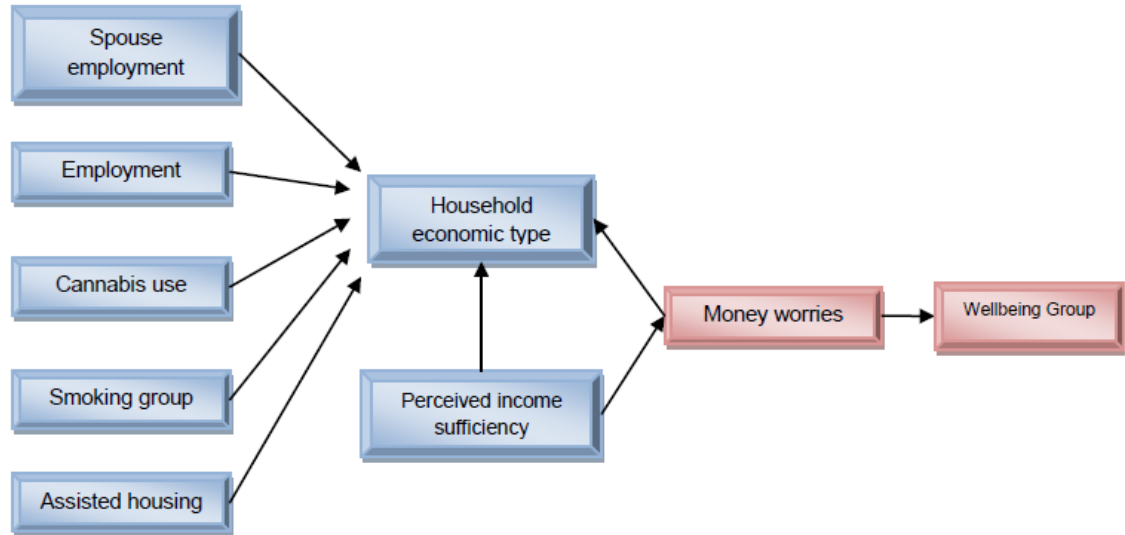 Spouse
employment
Employment
Cannabis use
Smoking group
Assisted housing
Household
economic type
Perceived income
sufficiency
Money worries
Wellbeing Group